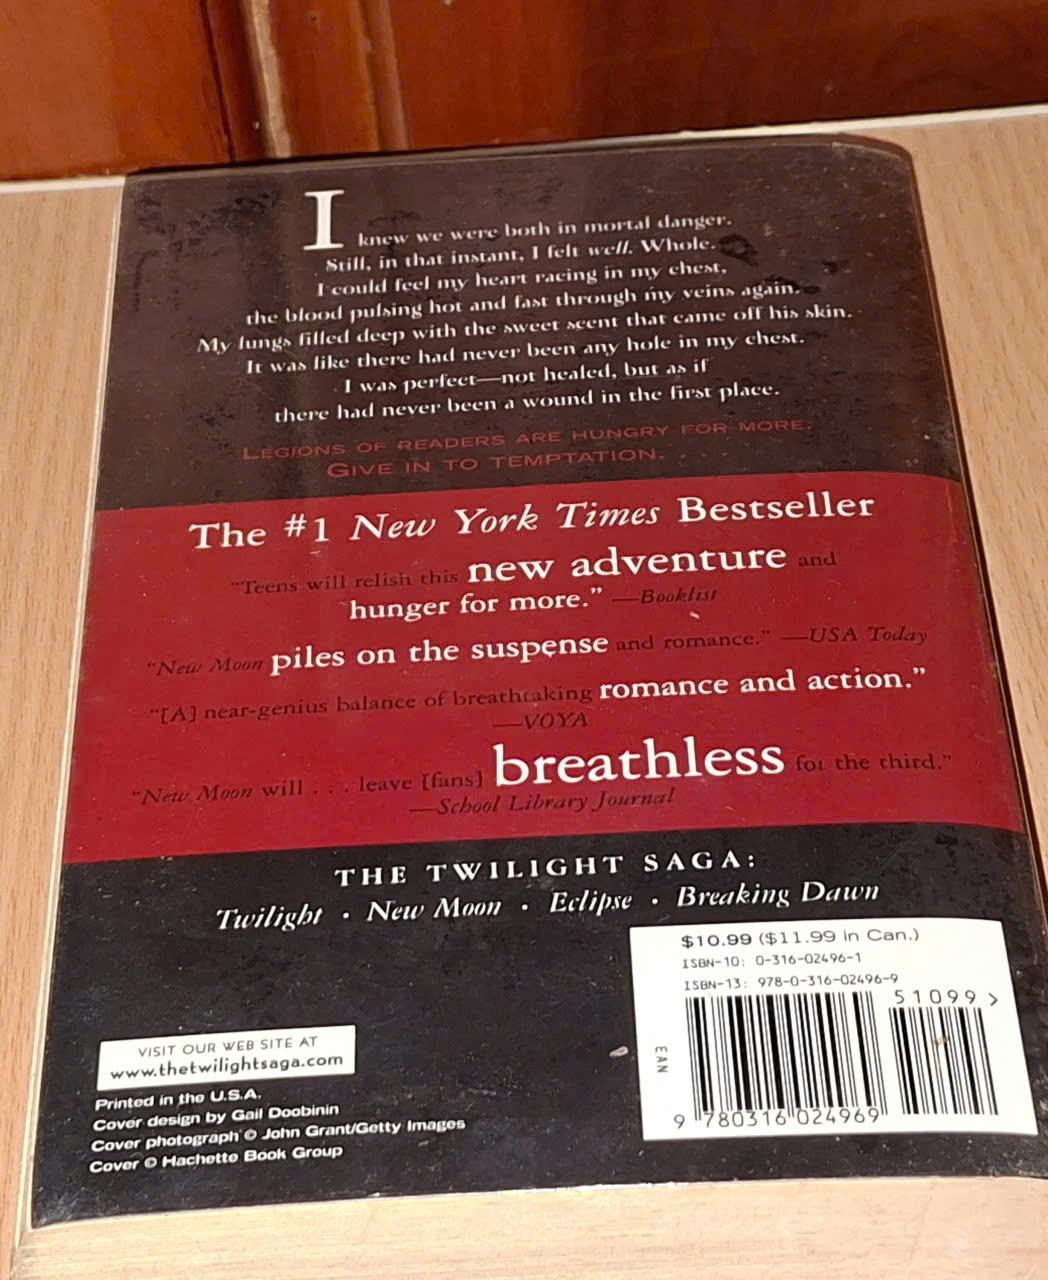 I knew we were both in mortal danger.
Still, in that instant, I felt well. Whole.
I could feel my heart racing in my chest,
the blood pulsing hot and fast through my veins again.
My lungs filled deep with the sweet scent that came off his skin.
It was like there had never been any hole in my chest.
I was perfect—not healed, but as if
there had never been a wound in the first place.
LEGIONS OF READERS ARE HUNGRY FOR MORE.
GIVE IN TO TEMPTATION.
The #1 New York Times Bestseller
"Teens will relish this new adventure and
hunger for more." —Booklist
"New Moon piles on the suspense and romance." —USA Today
"[A] near-genius balance of breathtaking romance and action."
—VOYA
"New Moon will . . . leave [fans] breathless for the third."
—School Library Journal
THE TWILIGHT SAGA:
Twilight · New Moon · Eclipse · Breaking Dawn
$10.99 ($11.99 in Can.)
ISBN-10: 0-316-02496-1
ISBN-13: 978-0-316-02496-9
51099>
EAN
9 780316 024969
VISIT OUR WEB SITE AT
www.thetwilightsaga.com
Printed in the U.S.A.
Cover design by Gail Doobinin
Cover photograph © John Grant/Getty Images
Cover © Hachette Book Group